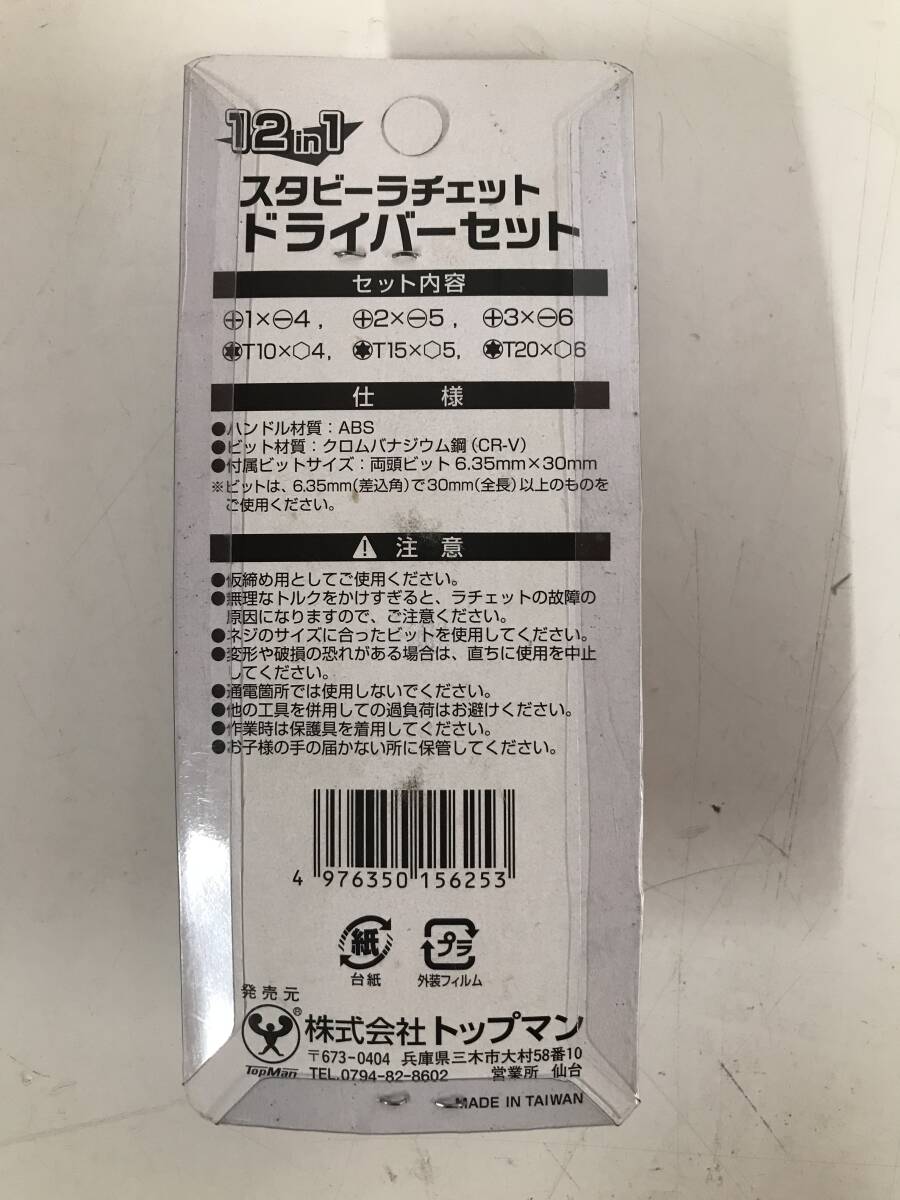 12in1
スタビーラチェット
ドライバーセット
セット内容
⊕1×⊖4, ⊕2×⊖5, ⊕3×⊖6
T10×⬡4, T15×⬡5, T20×⬡6
仕 様
●ハンドル材質:ABS
●ビット材質:クロムバナジウム鋼(CR-V)
●付属ビットサイズ:両頭ビット6.35mm×30mm
※ビットは、6.35mm(差込角)で30mm(全長)以上のものを
ご使用ください。
⚠ 注 意
●仮締め用としてご使用ください。
●無理なトルクをかけすぎると、ラチェットの故障の
原因になりますので、ご注意ください。
●ネジのサイズに合ったビットを使用してください。
●変形や破損の恐れがある場合は、直ちに使用を中止
してください。
●通電箇所では使用しないでください。
●他の工具を併用しての過負荷はお避けください。
●作業時は保護具を着用してください。
●お子様の手の届かない所に保管してください。
4 976350 156253
紙 プラ
台紙 外装フィルム
発売元
® 株式会社トップマン
〒673-0404 兵庫県三木市大村58番10
TopMan TEL.0794-82-8602 営業所 仙台
MADE IN TAIWAN